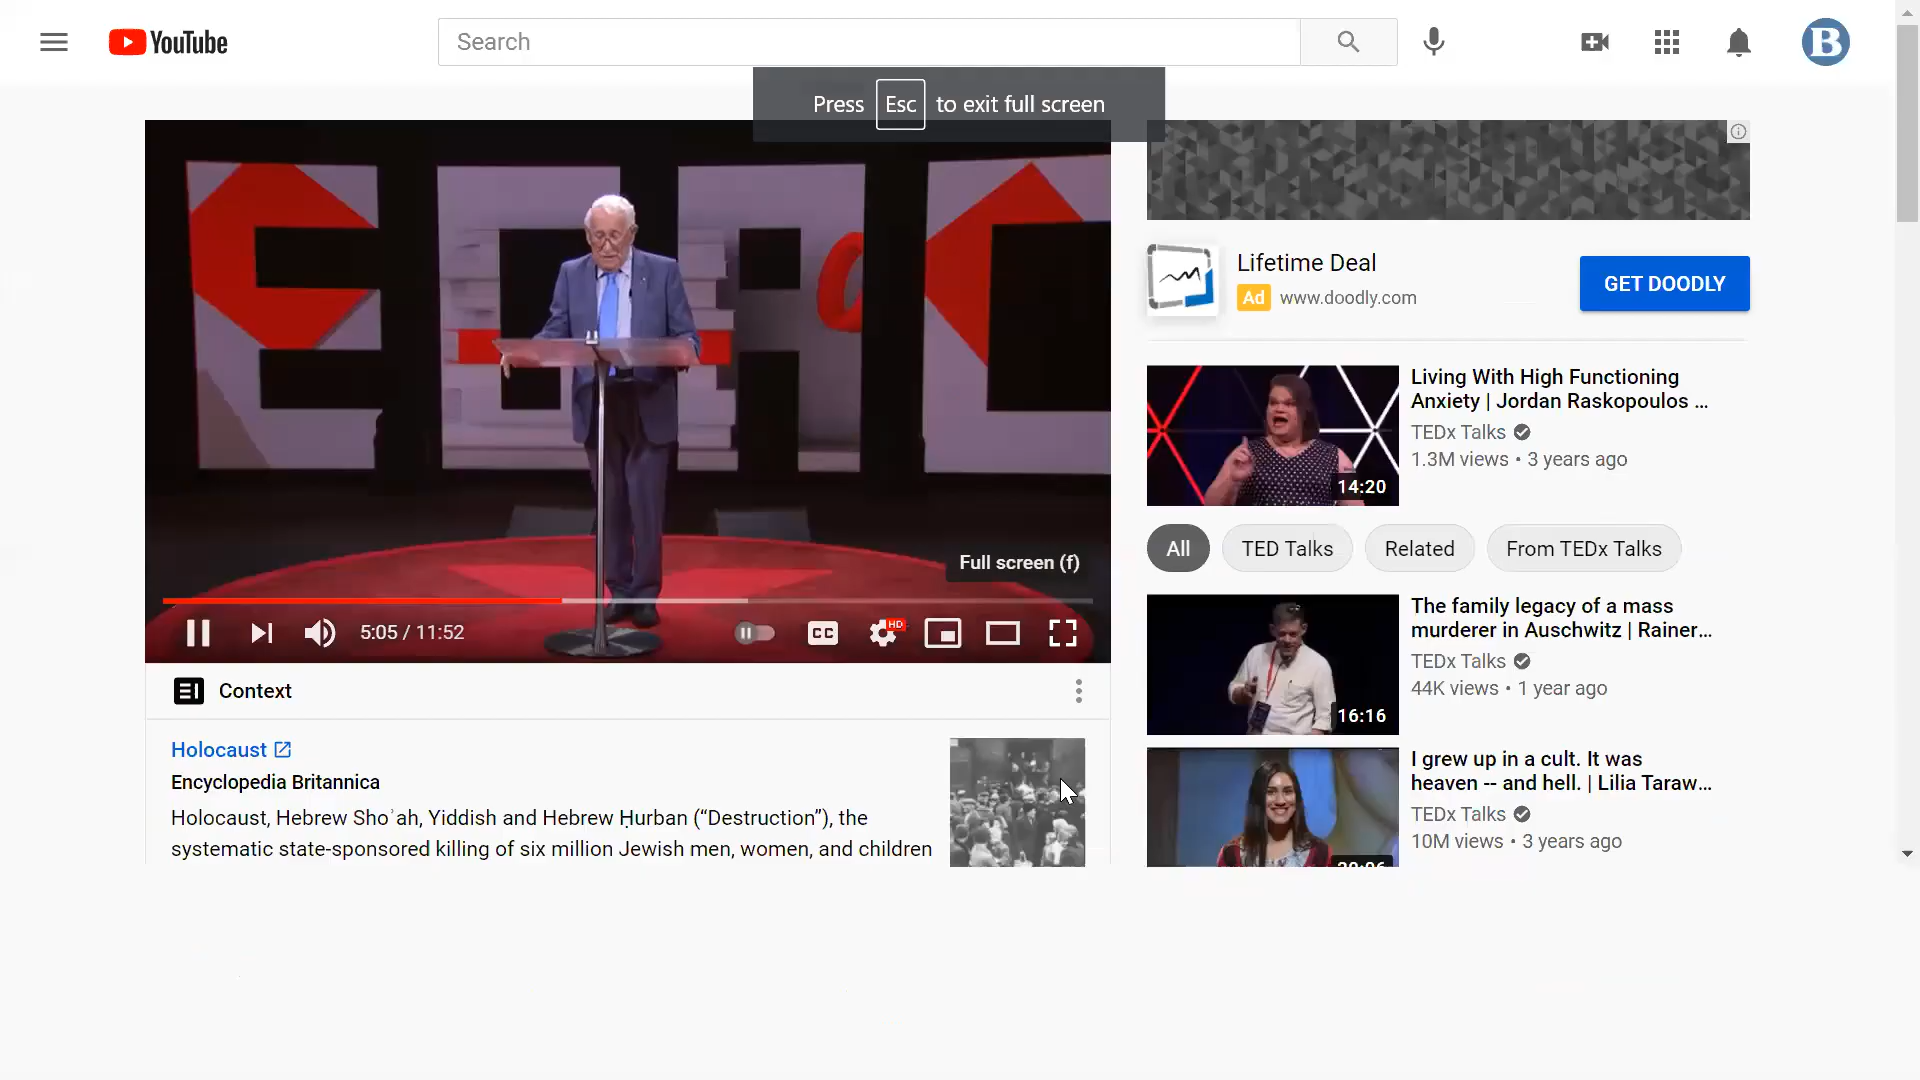 YouTube
Search
B
Press Esc to exit full screen
Full screen (f)
5:05 / 11:52
CC
HD
Context
Holocaust
Encyclopedia Britannica
Holocaust, Hebrew Shoʾah, Yiddish and Hebrew Ḥurban (“Destruction”), the
systematic state-sponsored killing of six million Jewish men, women, and children
Lifetime Deal
Ad www.doodly.com
GET DOODLY
14:20
Living With High Functioning
Anxiety | Jordan Raskopoulos ...
TEDx Talks
1.3M views • 3 years ago
All
TED Talks
Related
From TEDx Talks
16:16
The family legacy of a mass
murderer in Auschwitz | Rainer...
TEDx Talks
44K views • 1 year ago
I grew up in a cult. It was
heaven -- and hell. | Lilia Taraw...
TEDx Talks
10M views • 3 years ago